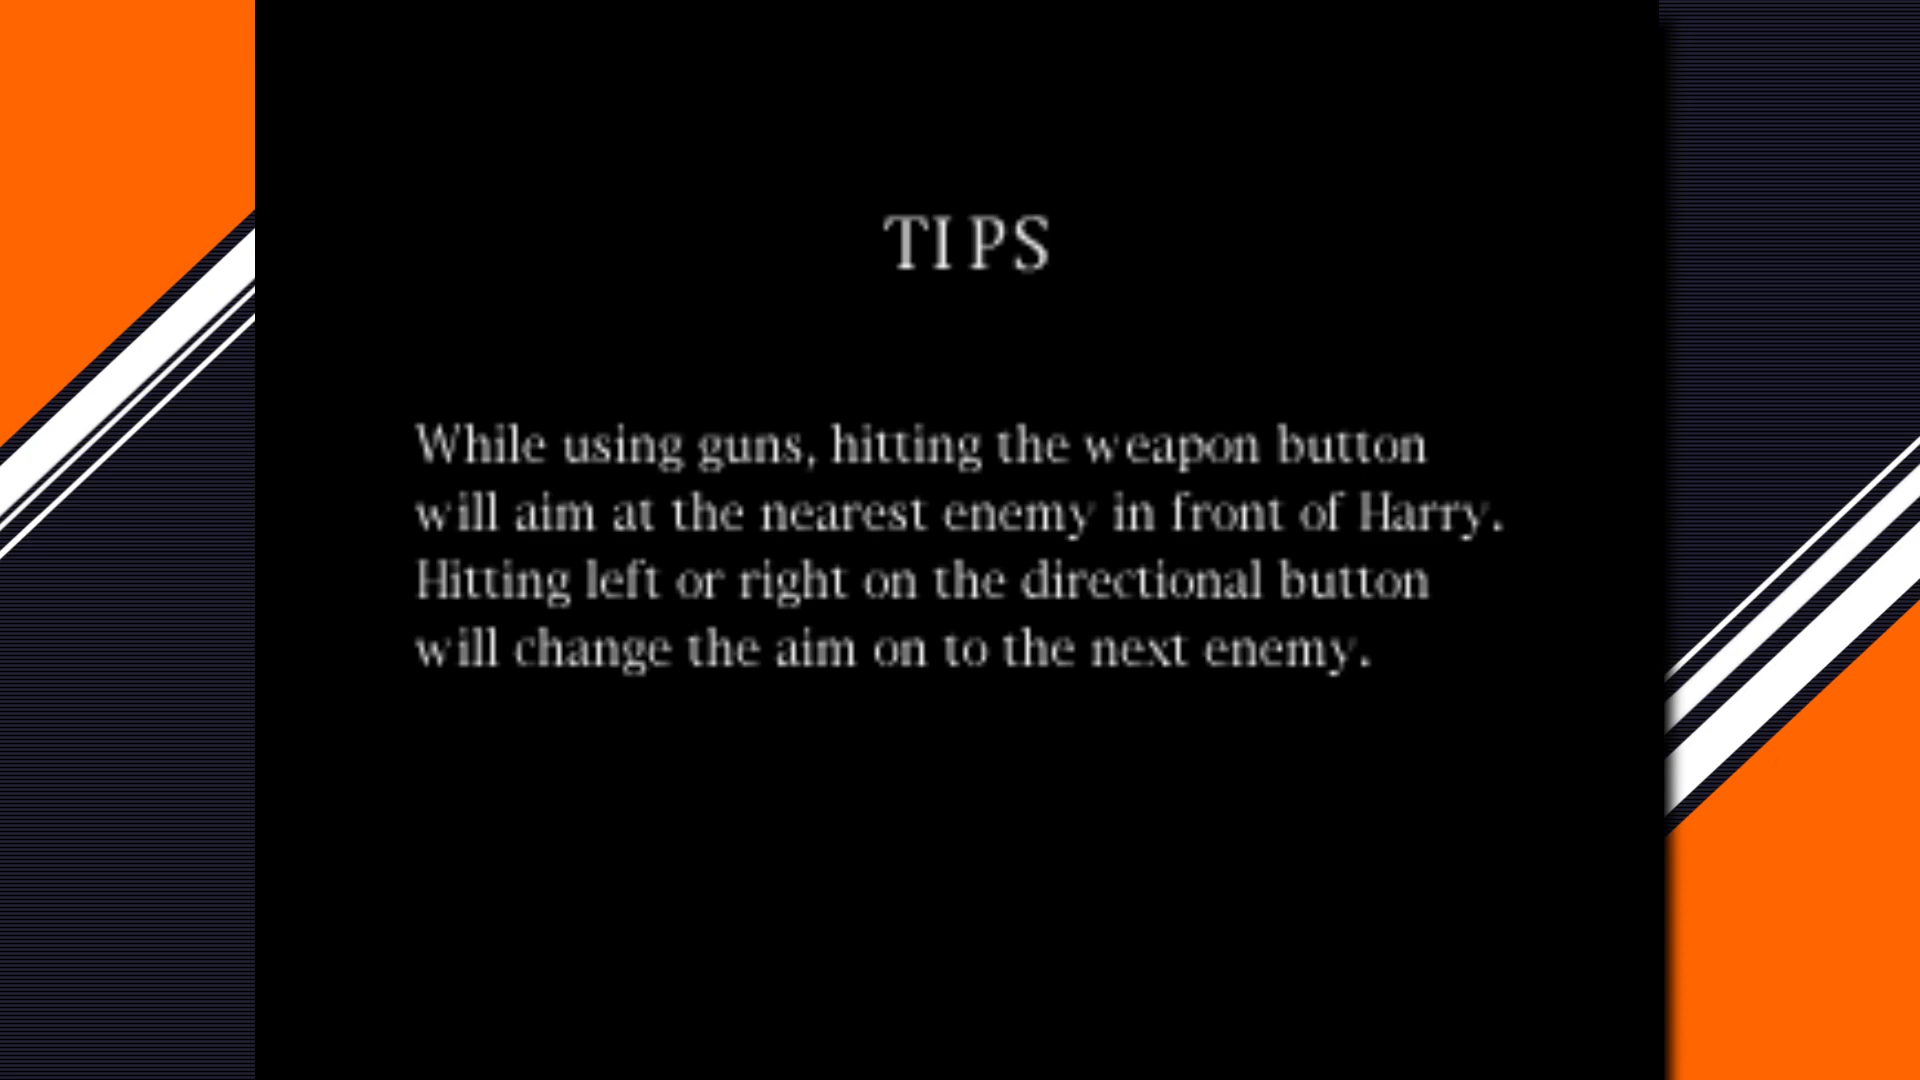 TIPS
While using guns, hitting the weapon button
will aim at the nearest enemy in front of Harry.
Hitting left or right on the directional button
will change the aim on to the next enemy.